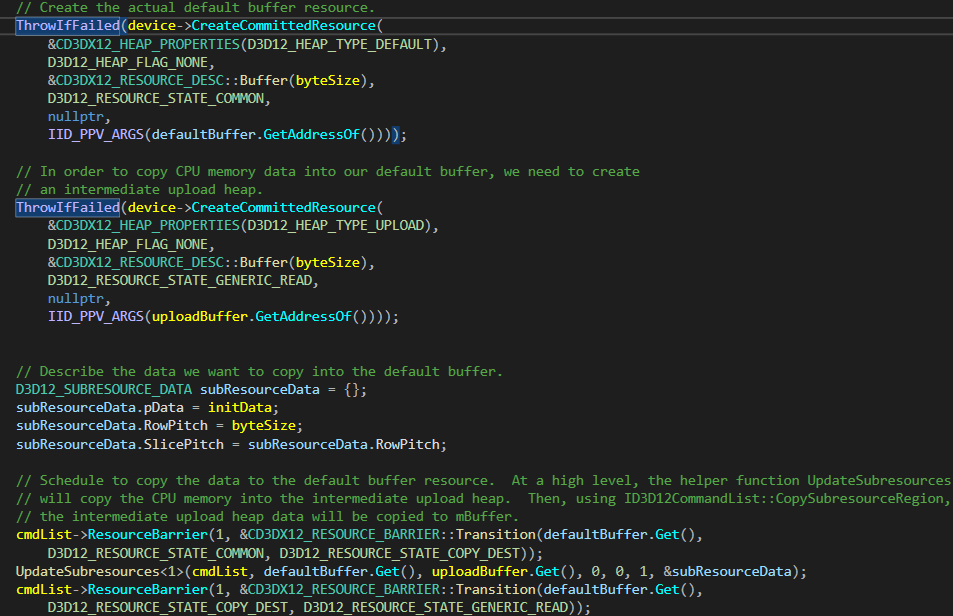 // Create the actual default buffer resource.
ThrowIfFailed(device->CreateCommittedResource(
    &CD3DX12_HEAP_PROPERTIES(D3D12_HEAP_TYPE_DEFAULT),
    D3D12_HEAP_FLAG_NONE,
    &CD3DX12_RESOURCE_DESC::Buffer(byteSize),
    D3D12_RESOURCE_STATE_COMMON,
    nullptr,
    IID_PPV_ARGS(defaultBuffer.GetAddressOf())));

// In order to copy CPU memory data into our default buffer, we need to create
// an intermediate upload heap.
ThrowIfFailed(device->CreateCommittedResource(
    &CD3DX12_HEAP_PROPERTIES(D3D12_HEAP_TYPE_UPLOAD),
    D3D12_HEAP_FLAG_NONE,
    &CD3DX12_RESOURCE_DESC::Buffer(byteSize),
    D3D12_RESOURCE_STATE_GENERIC_READ,
    nullptr,
    IID_PPV_ARGS(uploadBuffer.GetAddressOf())));


// Describe the data we want to copy into the default buffer.
D3D12_SUBRESOURCE_DATA subResourceData = {};
subResourceData.pData = initData;
subResourceData.RowPitch = byteSize;
subResourceData.SlicePitch = subResourceData.RowPitch;

// Schedule to copy the data to the default buffer resource.  At a high level, the helper function UpdateSubresources
// will copy the CPU memory into the intermediate upload heap.  Then, using ID3D12CommandList::CopySubresourceRegion,
// the intermediate upload heap data will be copied to mBuffer.
cmdList->ResourceBarrier(1, &CD3DX12_RESOURCE_BARRIER::Transition(defaultBuffer.Get(),
    D3D12_RESOURCE_STATE_COMMON, D3D12_RESOURCE_STATE_COPY_DEST));
UpdateSubresources<1>(cmdList, defaultBuffer.Get(), uploadBuffer.Get(), 0, 0, 1, &subResourceData);
cmdList->ResourceBarrier(1, &CD3DX12_RESOURCE_BARRIER::Transition(defaultBuffer.Get(),
    D3D12_RESOURCE_STATE_COPY_DEST, D3D12_RESOURCE_STATE_GENERIC_READ));